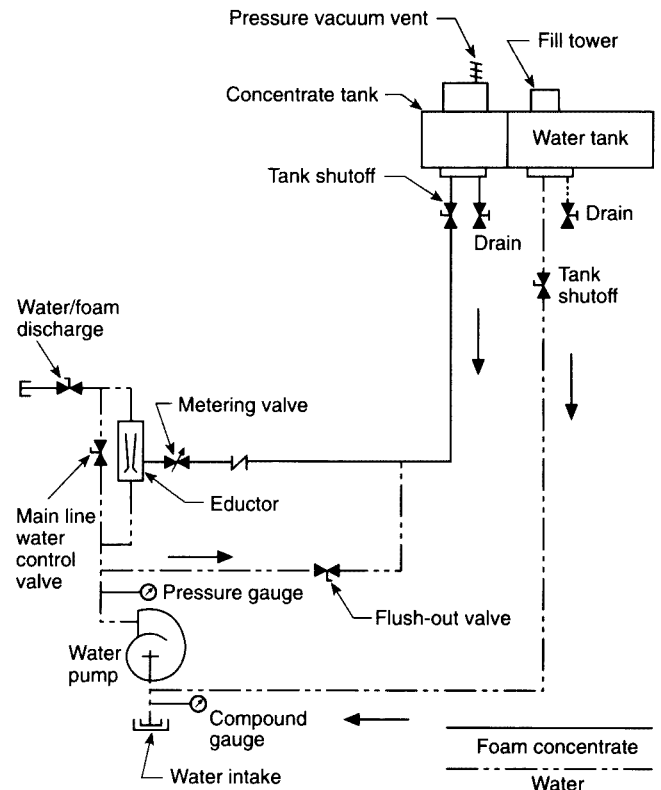 Pressure vacuum vent
Fill tower
Concentrate tank
Water tank
Tank shutoff
Drain
Drain
Tank
shutoff
Water/foam
discharge
Metering valve
Eductor
Main line
water
control
valve
Pressure gauge
Flush-out valve
Water
pump
Compound
gauge
Water intake
Foam concentrate
Water